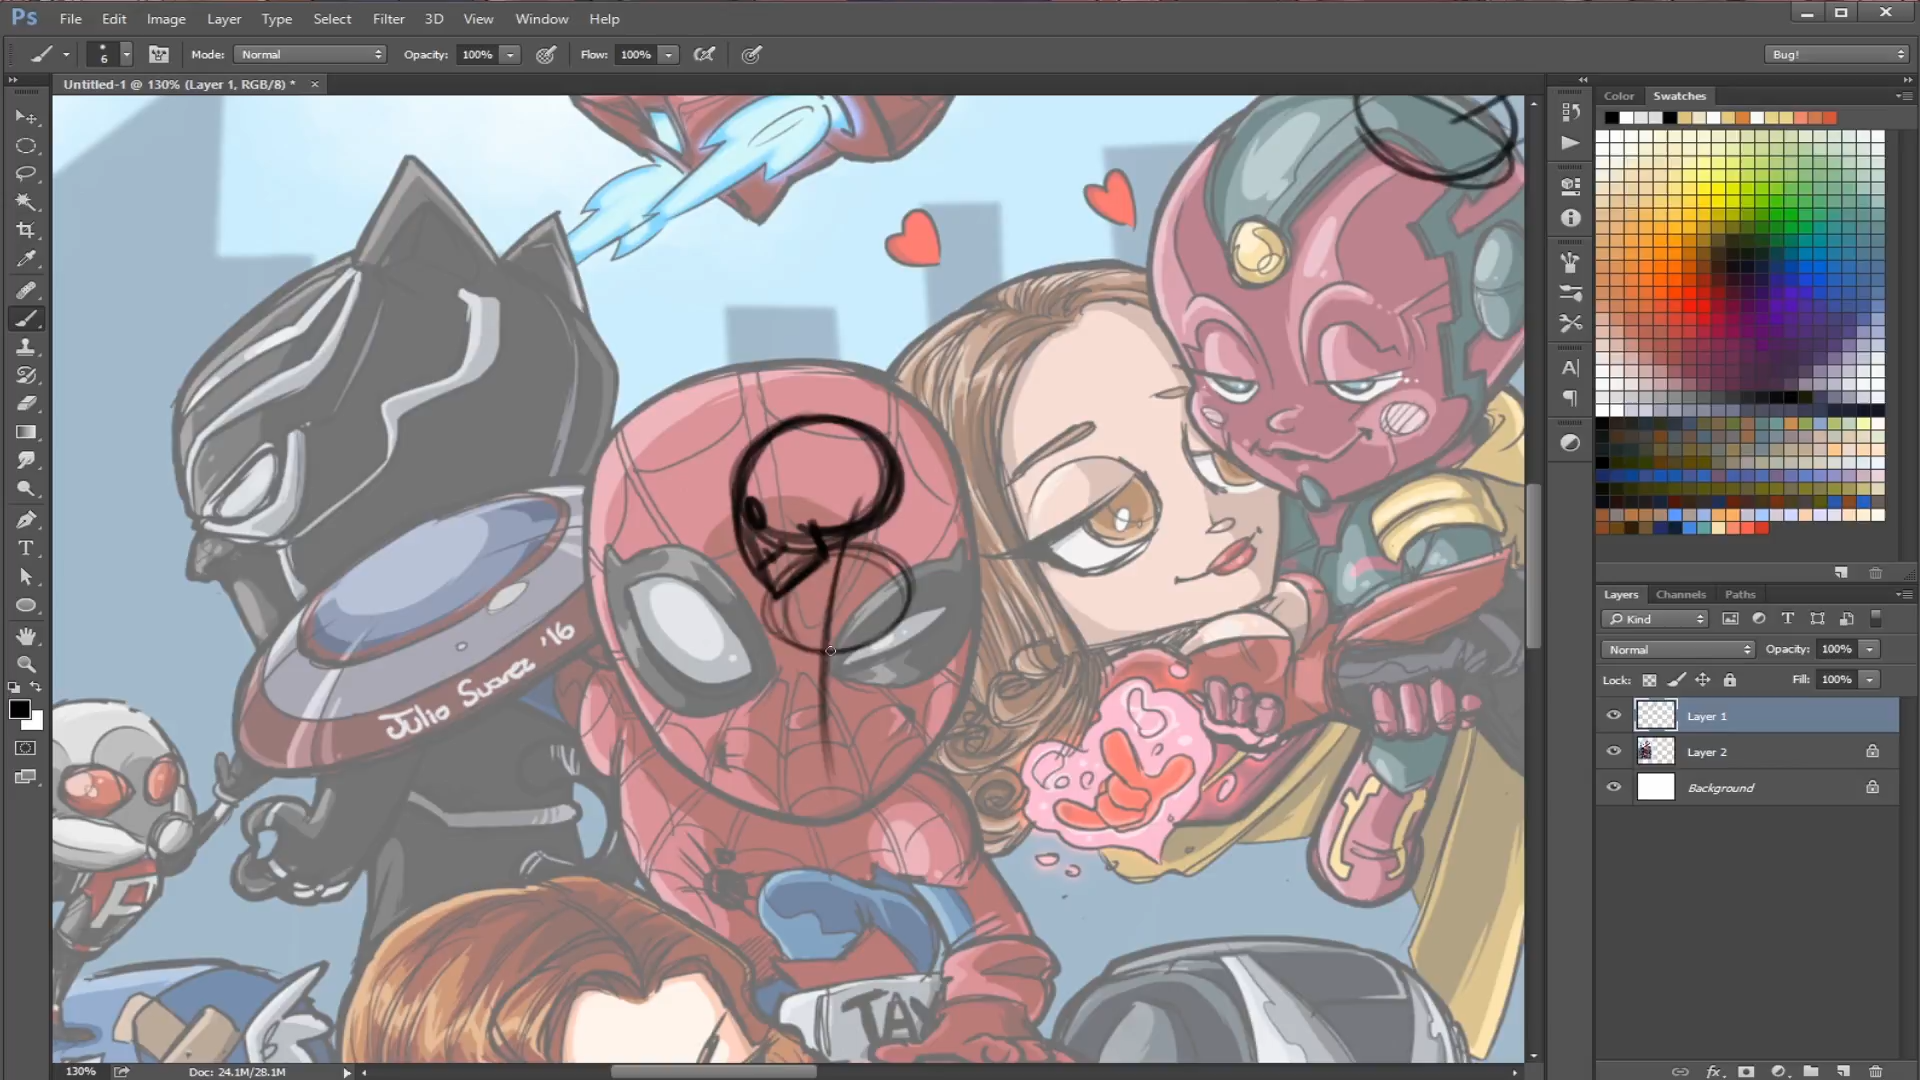 Ps File Edit Image Layer Type Select Filter 3D View Window Help
6 Mode: Normal Opacity: 100% Flow: 100% Bug!
Untitled-1 @ 130% (Layer 1, RGB/8) * ×
Color Swatches
Julio Suarez '16
TAY
Layers Channels Paths
Kind
Normal Opacity: 100%
Lock: Fill: 100%
Layer 1
Layer 2
Background
130% Doc: 24.1M/28.1M